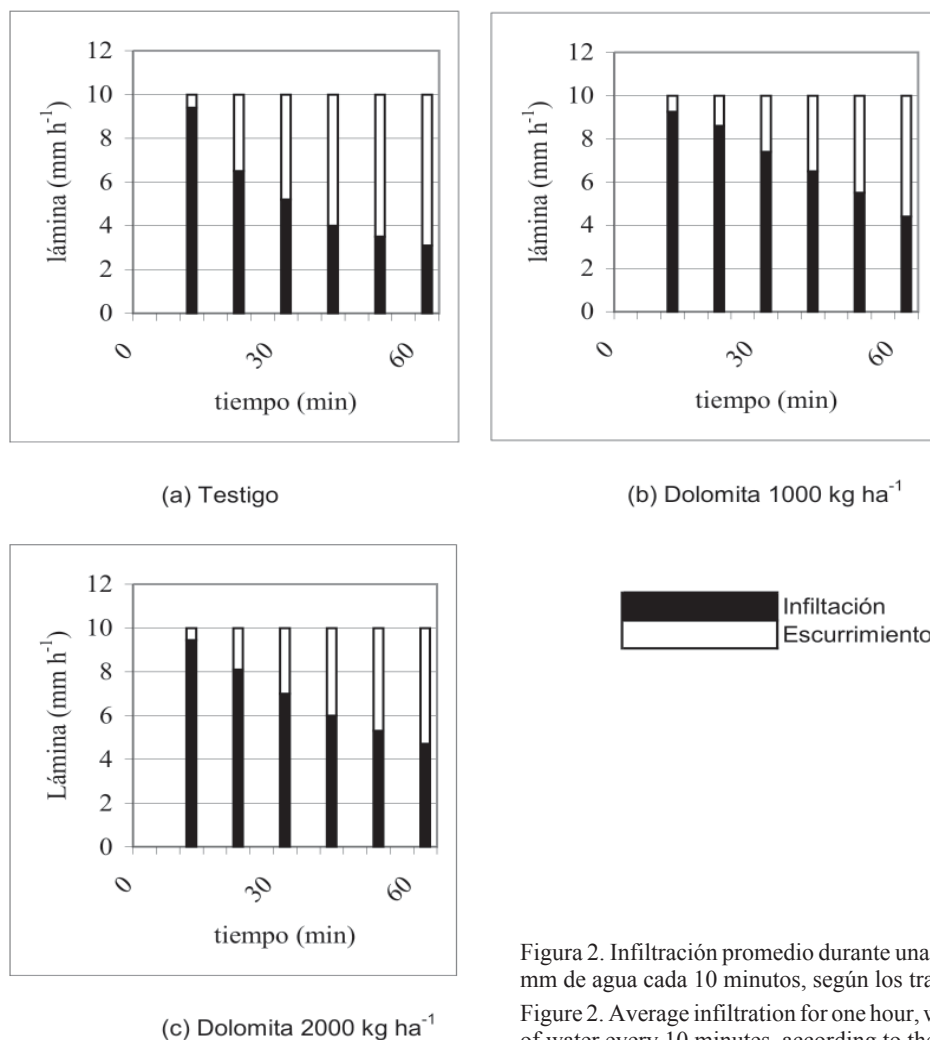 12
10
8
6
4
2
0
lámina (mm h⁻¹)
0
30
60
tiempo (min)
(a) Testigo
12
10
8
6
4
2
0
lámina (mm h⁻¹)
0
30
60
tiempo (min)
(b) Dolomita 1000 kg ha⁻¹
12
10
8
6
4
2
0
Lámina (mm h⁻¹)
0
30
60
tiempo (min)
(c) Dolomita 2000 kg ha⁻¹
Infiltación
Escurrimiento
Figura 2. Infiltración promedio durante una
mm de agua cada 10 minutos, según los
Figure 2. Average infiltration for one hour,
of water every 10 minutes, according to the